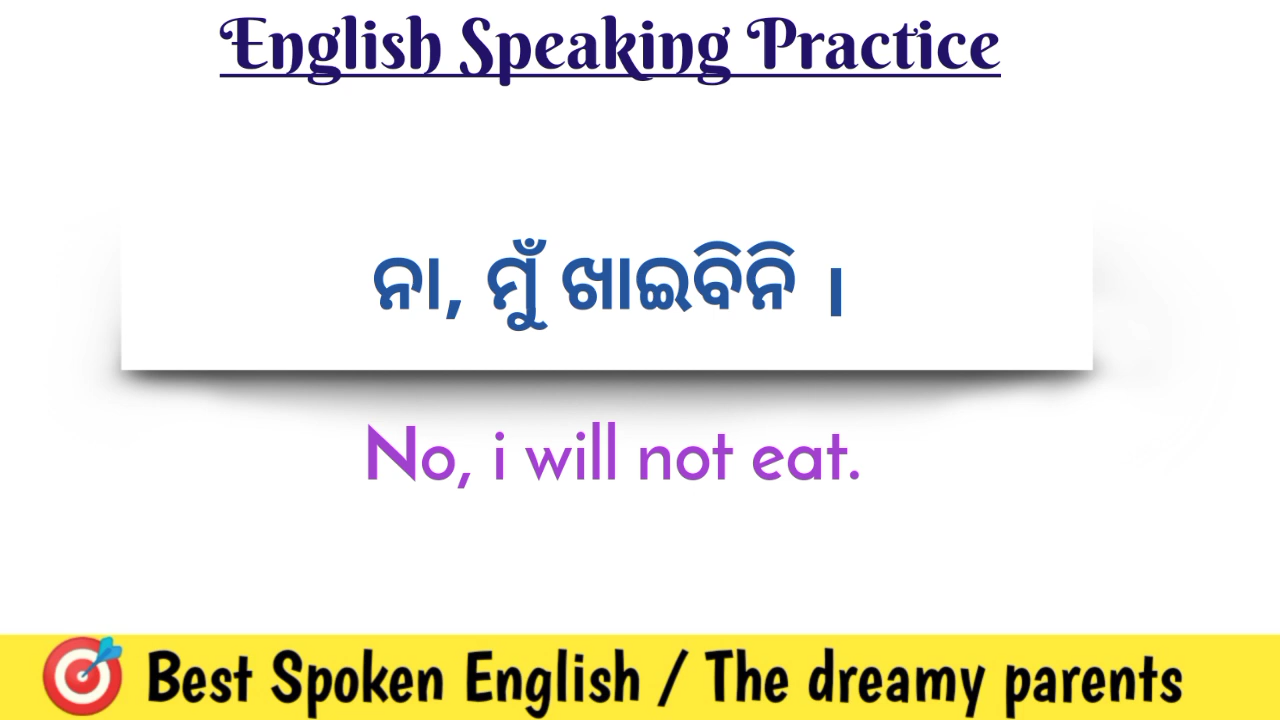 English Speaking Practice
ନା, ମୁଁ ଖାଇବିନି ।
No, i will not eat.
Best Spoken English / The dreamy parents